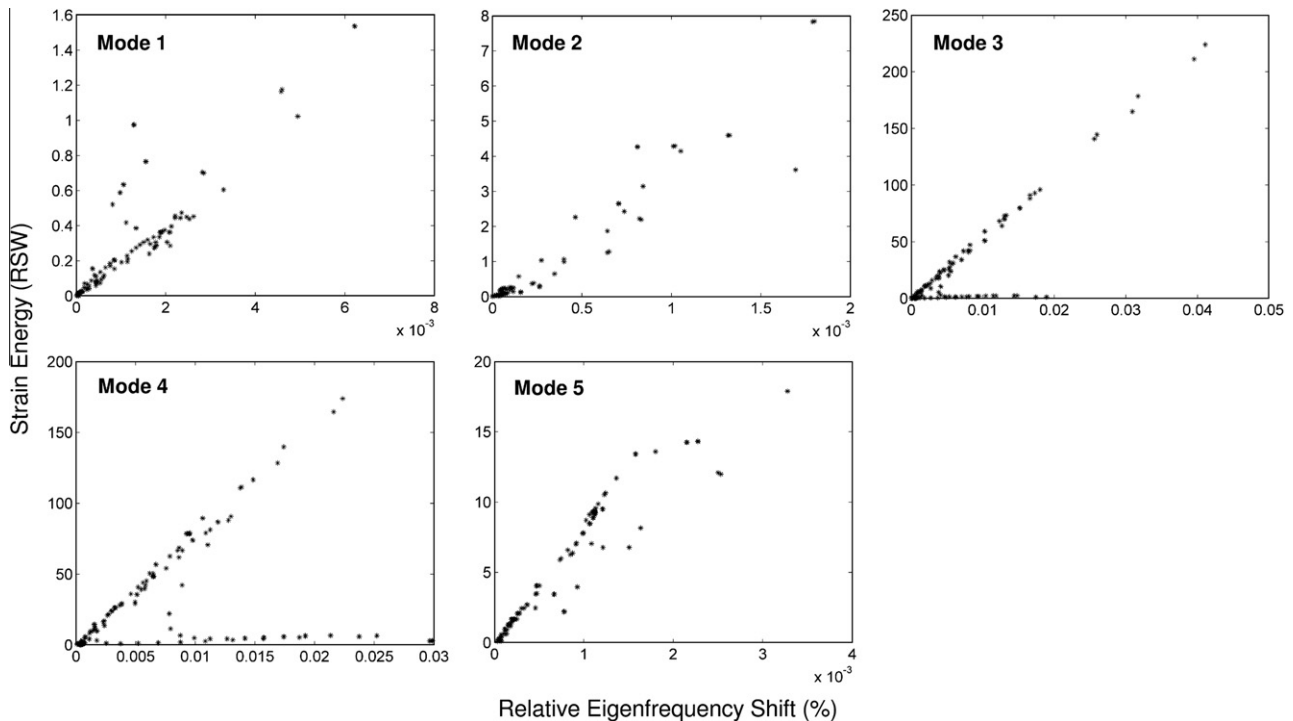 Strain Energy (RSW)
Mode 1
1.6
1.4
1.2
1
0.8
0.6
0.4
0.2
0
0 2 4 6 8
x 10⁻³
Mode 2
8
7
6
5
4
3
2
1
0
0 0.5 1 1.5 2
x 10⁻³
Mode 3
250
200
150
100
50
0
0 0.01 0.02 0.03 0.04 0.05
Mode 4
200
150
100
50
0
0 0.005 0.01 0.015 0.02 0.025 0.03
Mode 5
20
15
10
5
0
0 1 2 3 4
x 10⁻³
Relative Eigenfrequency Shift (%)